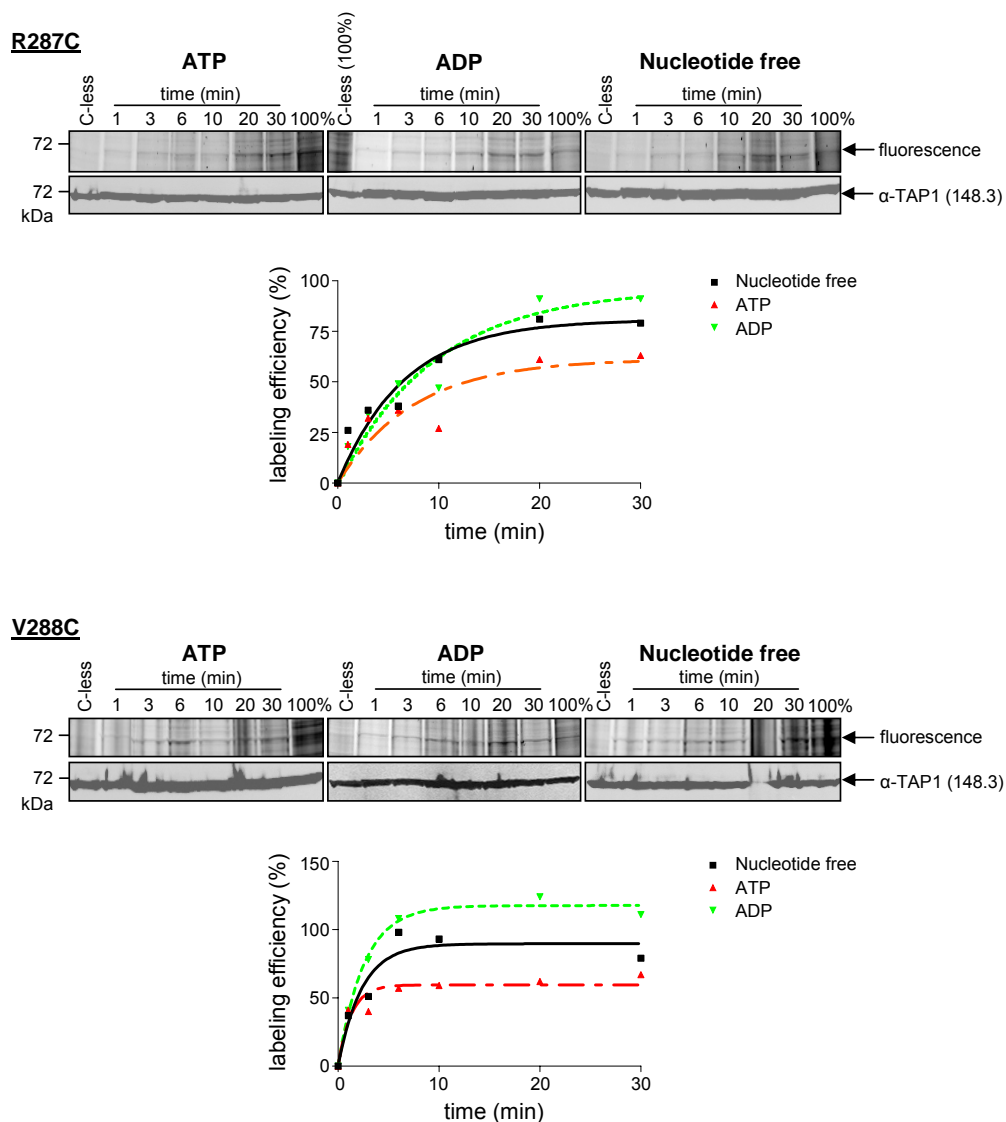 R287C
ATP
ADP
Nucleotide free
C-less
time (min)
1 3 6 10 20 30 100%
C-less (100%)
time (min)
1 3 6 10 20 30 100%
C-less
time (min)
1 3 6 10 20 30 100%
72
fluorescence
72
kDa
α-TAP1 (148.3)
labeling efficiency (%)
100
75
50
25
0
0 10 20 30
time (min)
Nucleotide free
ATP
ADP
V288C
ATP
ADP
Nucleotide free
C-less
time (min)
1 3 6 10 20 30 100%
C-less
time (min)
1 3 6 10 20 30 100%
C-less
time (min)
1 3 6 10 20 30 100%
72
fluorescence
72
kDa
α-TAP1 (148.3)
labeling efficiency (%)
150
100
50
0
0 10 20 30
time (min)
Nucleotide free
ATP
ADP